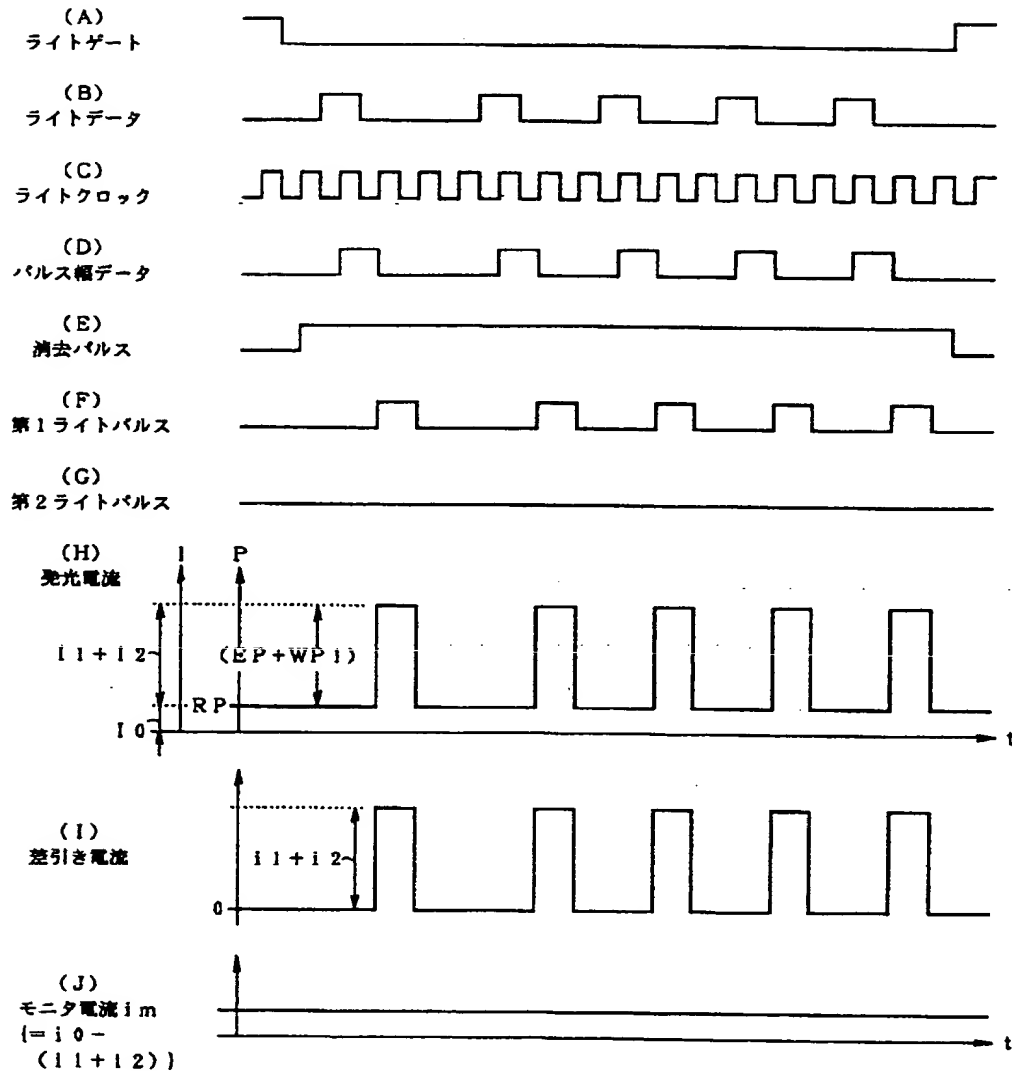 (A)
ライトゲート
(B)
ライトデータ
(C)
ライトクロック
(D)
パルス幅データ
(E)
消去パルス
(F)
第1ライトパルス
(G)
第2ライトパルス
(H)
発光電流
I P
i1+i2
(EP+WP1)
RP
I0
t
(I)
差引き電流
i1+i2
0
(J)
モニタ電流im
{=i0-
(i1+i2)}
t